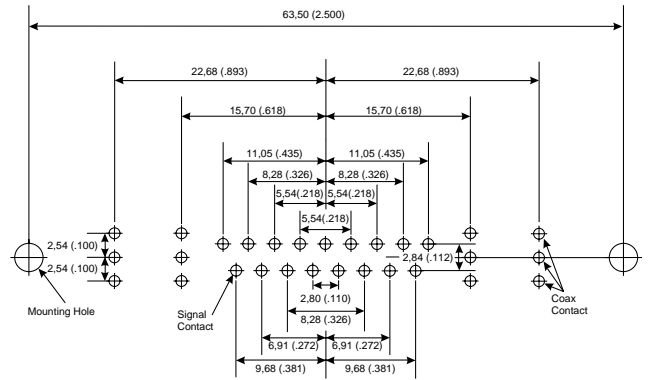 63,50 (2.500)
22,68 (.893) 22,68 (.893)
15,70 (.618) 15,70 (.618)
11,05 (.435) 11,05 (.435)
8,28 (.326) 8,28 (.326)
5,54(.218) 5,54(.218)
5,54(.218)
2,54 (.100)
2,84 (.112)
2,54 (.100)
Mounting Hole
Signal
Contact
2,80 (.110)
Coax
Contact
8,28 (.326)
6,91 (.272) 6,91 (.272)
9,68 (.381) 9,68 (.381)